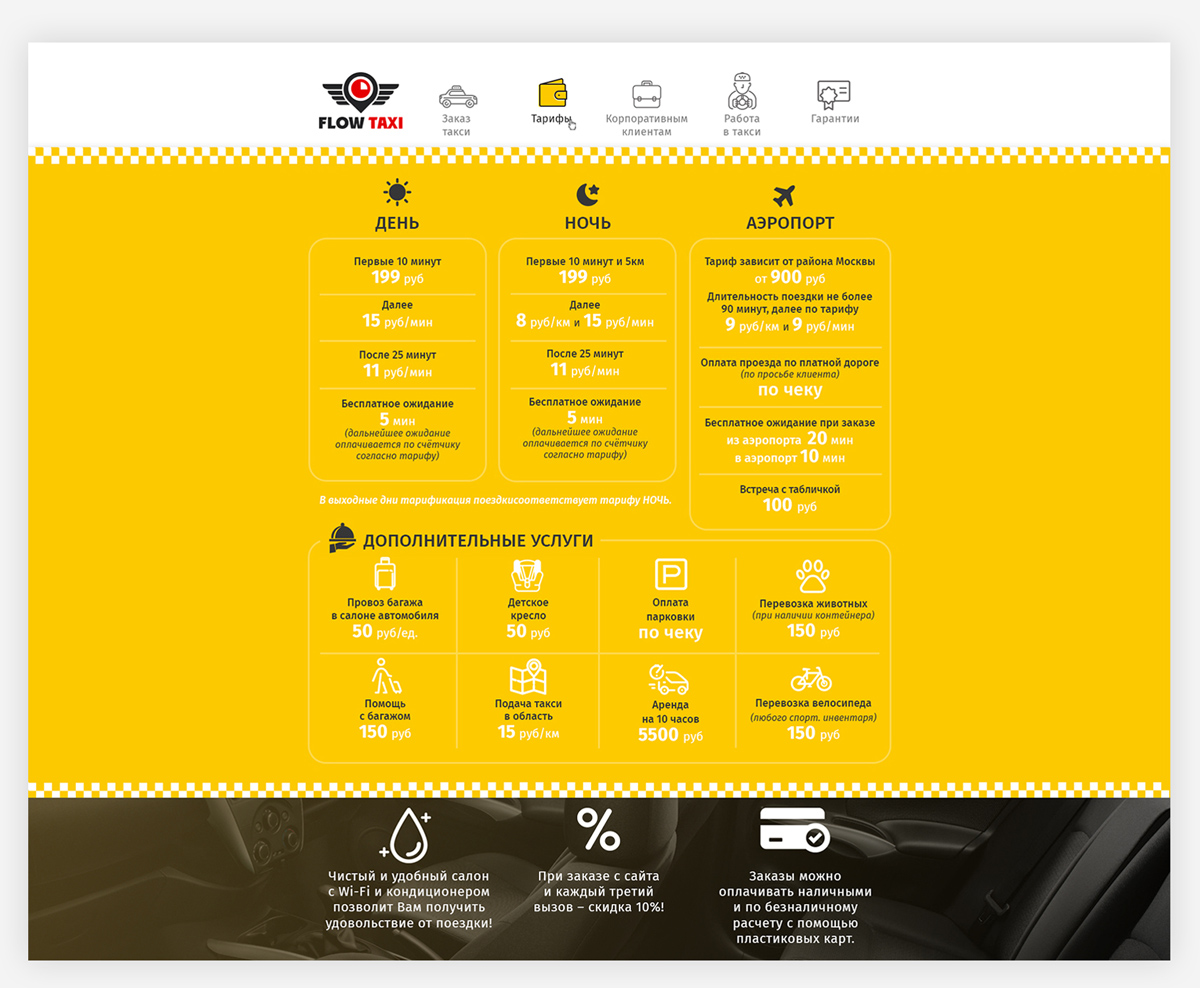 FLOW TAXI
Заказ
такси
Тарифы
Корпоративным
клиентам
Работа
в такси
Гарантии
ДЕНЬ
Первые 10 минут
199 руб
Далее
15 руб/мин
После 25 минут
11 руб/мин
Бесплатное ожидание
5 мин
(дальнейшее ожидание
оплачивается по счётчику
согласно тарифу)
НОЧЬ
Первые 10 минут и 5км
199 руб
Далее
8 руб/км и 15 руб/мин
После 25 минут
11 руб/мин
Бесплатное ожидание
5 мин
(дальнейшее ожидание
оплачивается по счётчику
согласно тарифу)
АЭРОПОРТ
Тариф зависит от района Москвы
от 900 руб
Длительность поездки не более
90 минут, далее по тарифу
9 руб/км и 9 руб/мин
Оплата проезда по платной дороге
(по просьбе клиента)
по чеку
Бесплатное ожидание при заказе
из аэропорта 20 мин
в аэропорт 10 мин
Встреча с табличкой
100 руб
В выходные дни тарификация поездкисоответствует тарифу НОЧЬ.
ДОПОЛНИТЕЛЬНЫЕ УСЛУГИ
Провоз багажа
в салоне автомобиля
50 руб/ед.
Детское
кресло
50 руб
P
Оплата
парковки
по чеку
Перевозка животных
(при наличии контейнера)
150 руб
Помощь
с багажом
150 руб
Подача такси
в область
15 руб/км
Аренда
на 10 часов
5500 руб
Перевозка велосипеда
(любого спорт. инвентаря)
150 руб
Чистый и удобный салон
с Wi-Fi и кондиционером
позволит Вам получить
удовольствие от поездки!
%
При заказе с сайта
и каждый третий
вызов – скидка 10%!
Заказы можно
оплачивать наличными
и по безналичному
расчету с помощью
пластиковых карт.